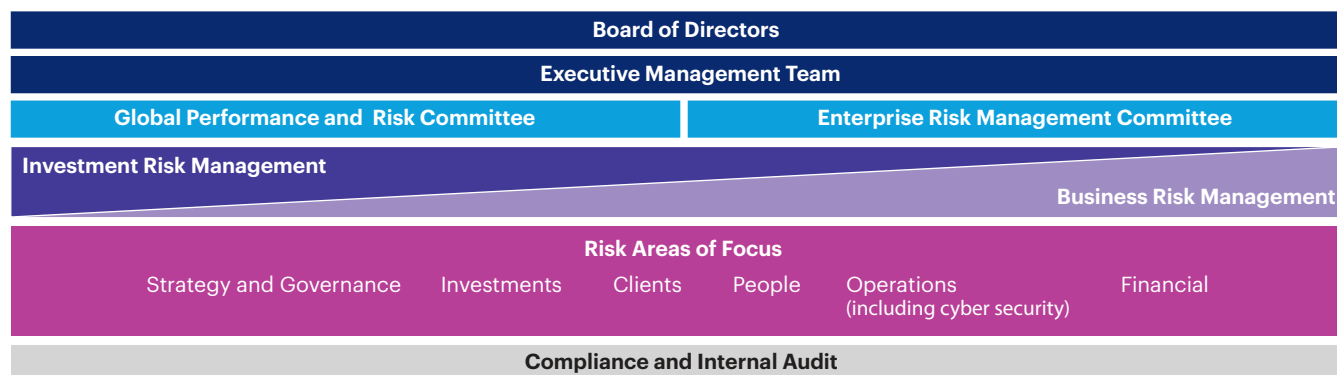 Board of Directors
Executive Management Team
Global Performance and Risk Committee
Enterprise Risk Management Committee
Investment Risk Management
Business Risk Management
Risk Areas of Focus
Strategy and Governance
Investments
Clients
People
Operations
(including cyber security)
Financial
Compliance and Internal Audit